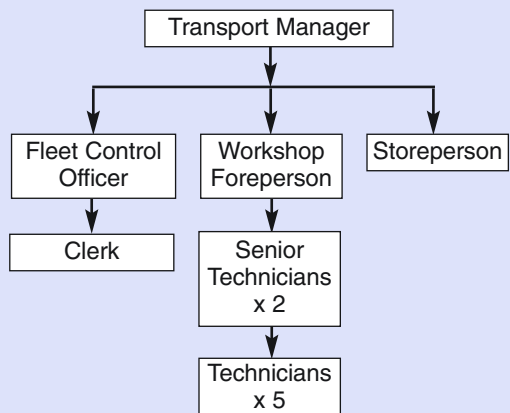 Transport Manager
Fleet Control
Officer
Workshop
Foreperson
Storeperson
Clerk
Senior
Technicians
x 2
Technicians
x 5